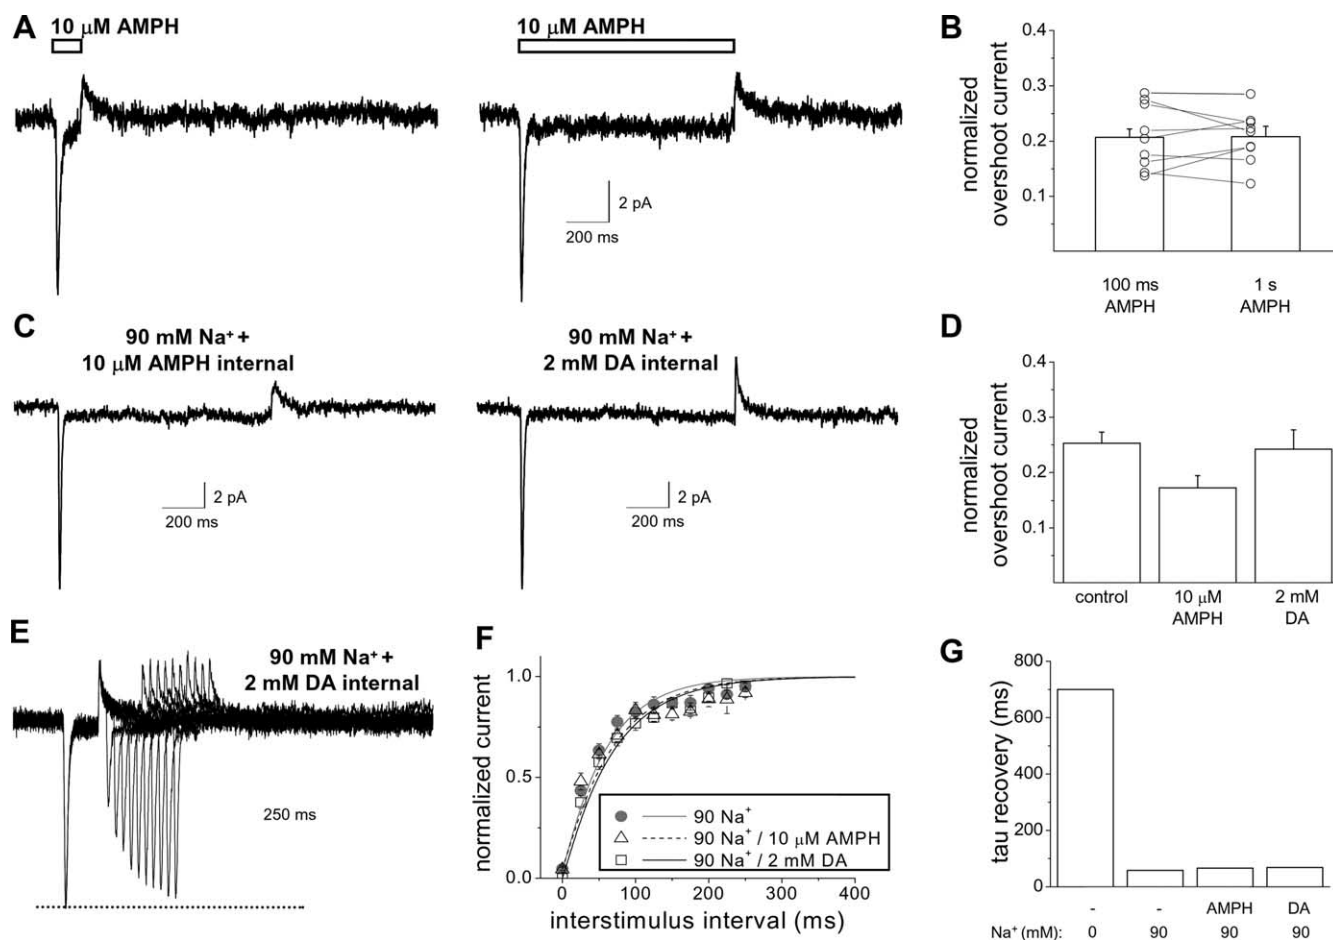 A
10 μM AMPH
10 μM AMPH
2 pA
200 ms
B
normalized
overshoot current
0.4
0.3
0.2
0.1
100 ms
AMPH
1 s
AMPH
C
90 mM Na⁺ +
10 μM AMPH internal
90 mM Na⁺ +
2 mM DA internal
2 pA
200 ms
2 pA
200 ms
D
normalized
overshoot current
0.4
0.3
0.2
0.1
control
10 μM
AMPH
2 mM
DA
E
90 mM Na⁺ +
2 mM DA internal
250 ms
F
normalized current
1.0
0.5
0.0
90 Na⁺
90 Na⁺ / 10 μM AMPH
90 Na⁺ / 2 mM DA
0 100 200 300 400
interstimulus interval (ms)
G
tau recovery (ms)
800
600
400
200
0
- - AMPH DA
Na⁺(mM): 0 90 90 90